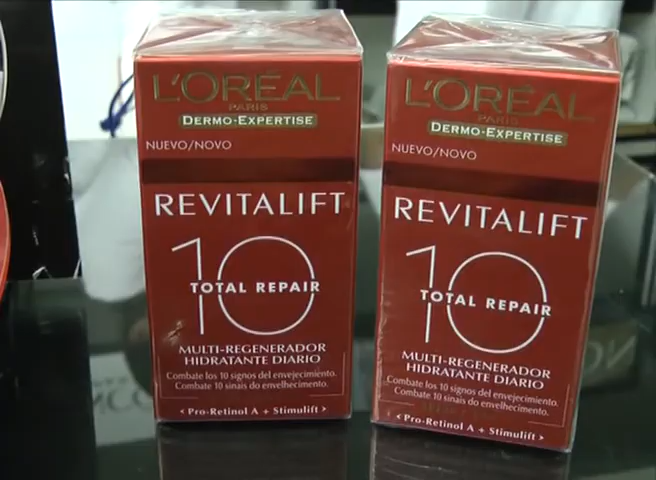 L'ORÉAL
PARIS
DERMO-EXPERTISE
NUEVO/NOVO
REVITALIFT
10
TOTAL REPAIR
MULTI-REGENERADOR
HIDRATANTE DIARIO
Combate los 10 signos del envejecimiento.
Combate os 10 sinais do envelhecimento.
<PRO-RETINOL A + STIMULIFT>
L'ORÉAL
PARIS
DERMO-EXPERTISE
NUEVO/NOVO
REVITALIFT
10
TOTAL REPAIR
MULTI-REGENERADOR
HIDRATANTE DIARIO
Combate los 10 signos del envejecimiento.
Combate os 10 sinais do envelhecimento.
<PRO-RETINOL A + STIMULIFT>